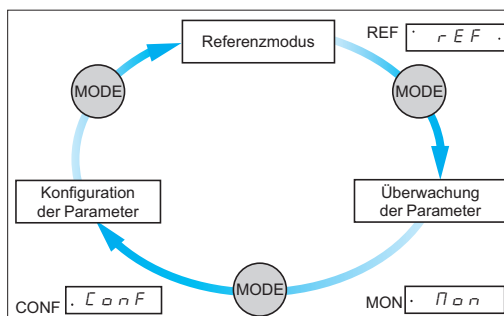 Referenzmodus
REF
rEF
MODE
MODE
Konfiguration
der Parameter
Überwachung
der Parameter
MODE
CONF
ConF
MON
Mon